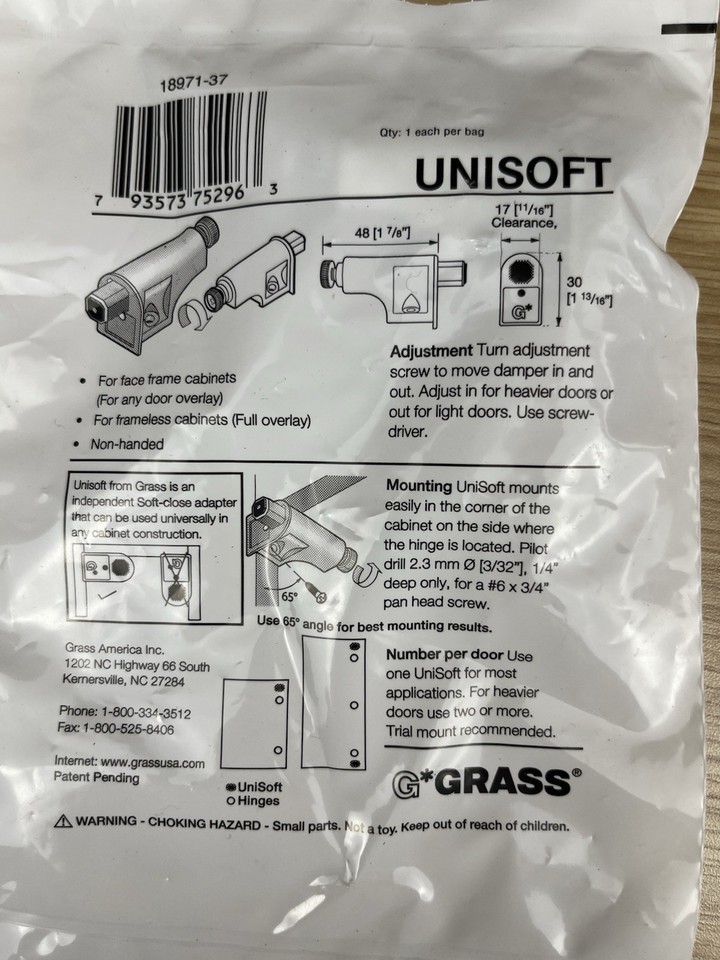 18971-37
7 93573 75296 3
Qty: 1 each per bag
UNISOFT
48 [1 7/8"]
17 [11/16"]
Clearance,
30
[1 13/16"]
G*
• For face frame cabinets
(For any door overlay)
• For frameless cabinets (Full overlay)
• Non-handed
Adjustment Turn adjustment
screw to move damper in and
out. Adjust in for heavier doors or
out for light doors. Use screw-
driver.
Unisoft from Grass is an
independent Soft-close adapter
that can be used universally in
any cabinet construction.
65°
Use 65° angle for best mounting results.
Mounting UniSoft mounts
easily in the corner of the
cabinet on the side where
the hinge is located. Pilot
drill 2.3 mm Ø [3/32"], 1/4"
deep only, for a #6 x 3/4"
pan head screw.
Grass America Inc.
1202 NC Highway 66 South
Kernersville, NC 27284
Phone: 1-800-334-3512
Fax: 1-800-525-8406
Internet: www.grassusa.com
Patent Pending
UniSoft
Hinges
Number per door Use
one UniSoft for most
applications. For heavier
doors use two or more.
Trial mount recommended.
G*GRASS®
WARNING - CHOKING HAZARD - Small parts. Not a toy. Keep out of reach of children.